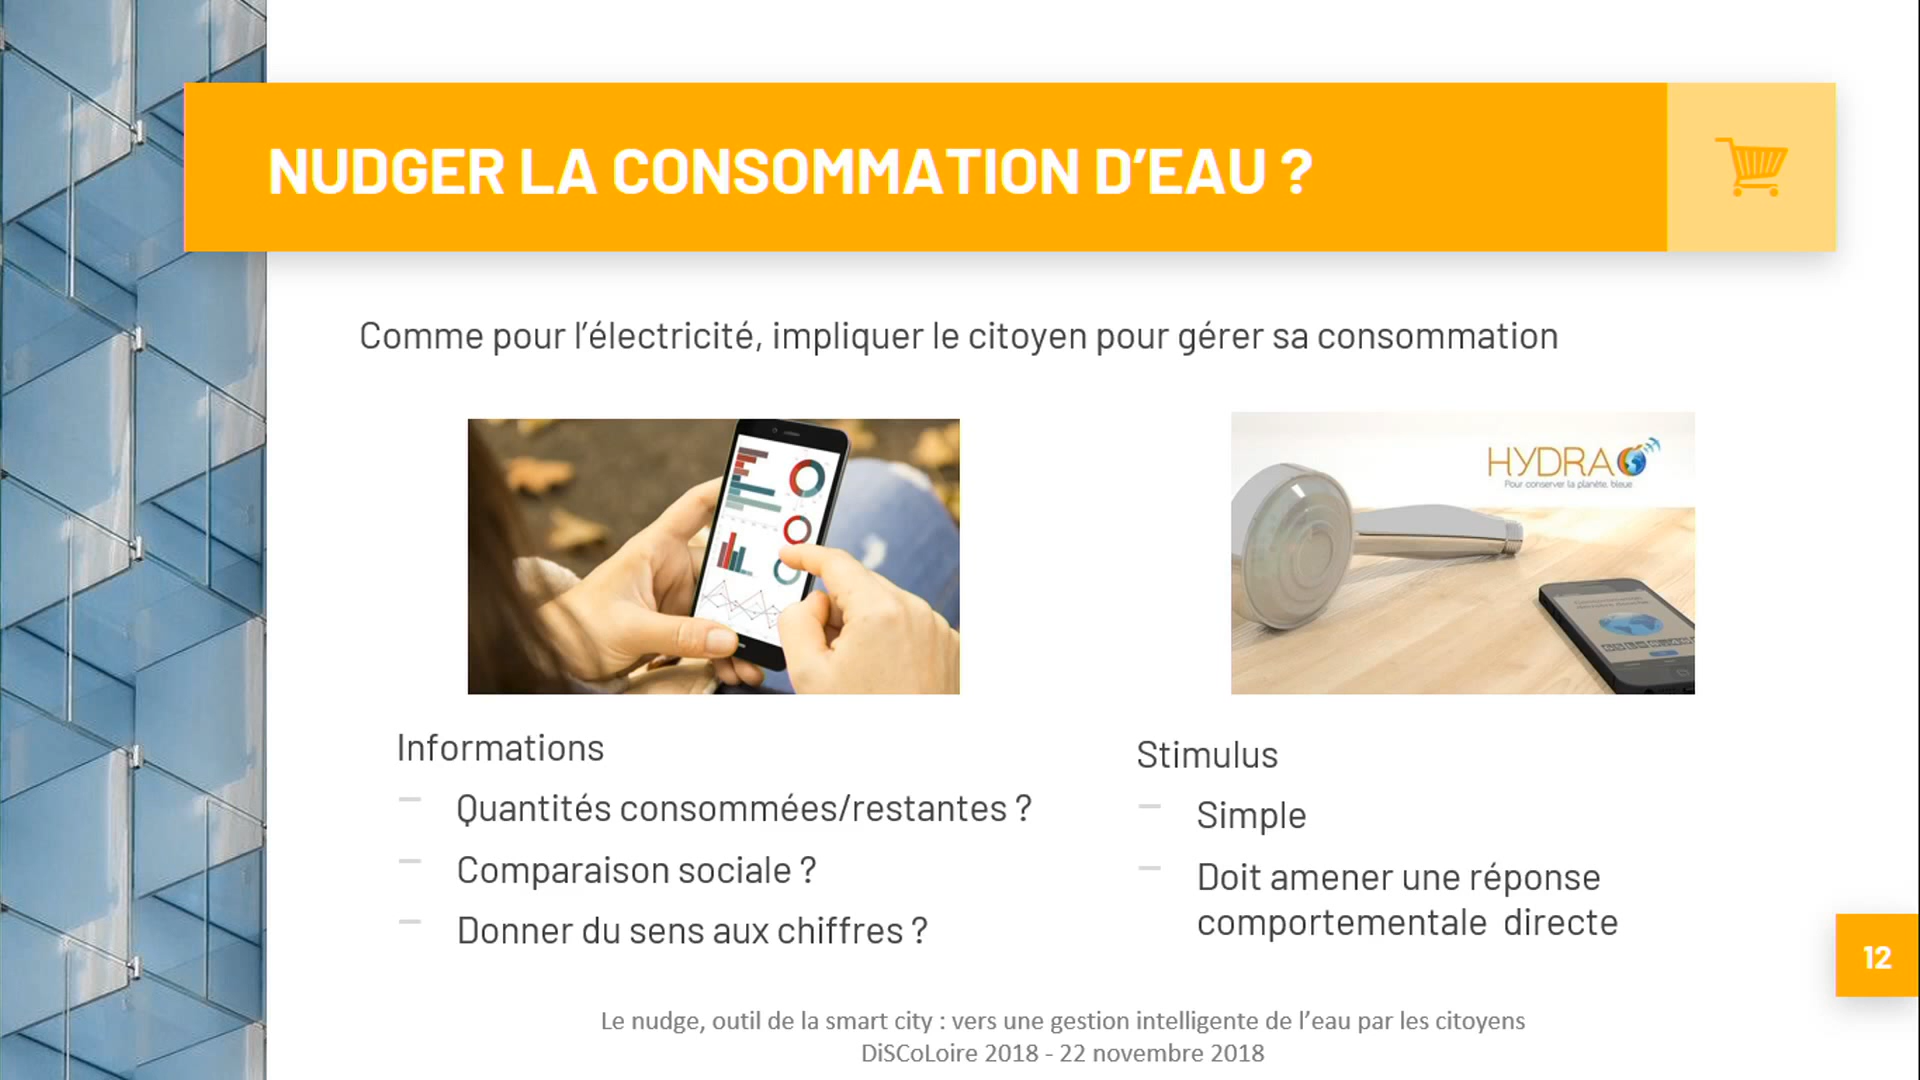 NUDGER LA CONSOMMATION D’EAU ?
Comme pour l’électricité, impliquer le citoyen pour gérer sa consommation
HYDRAO
Pour conserver la planète bleue
Informations
Quantités consommées/restantes ?
Comparaison sociale ?
Donner du sens aux chiffres ?
Stimulus
Simple
Doit amener une réponse
comportementale directe
12
Le nudge, outil de la smart city : vers une gestion intelligente de l’eau par les citoyens
DiSCoLoire 2018 - 22 novembre 2018